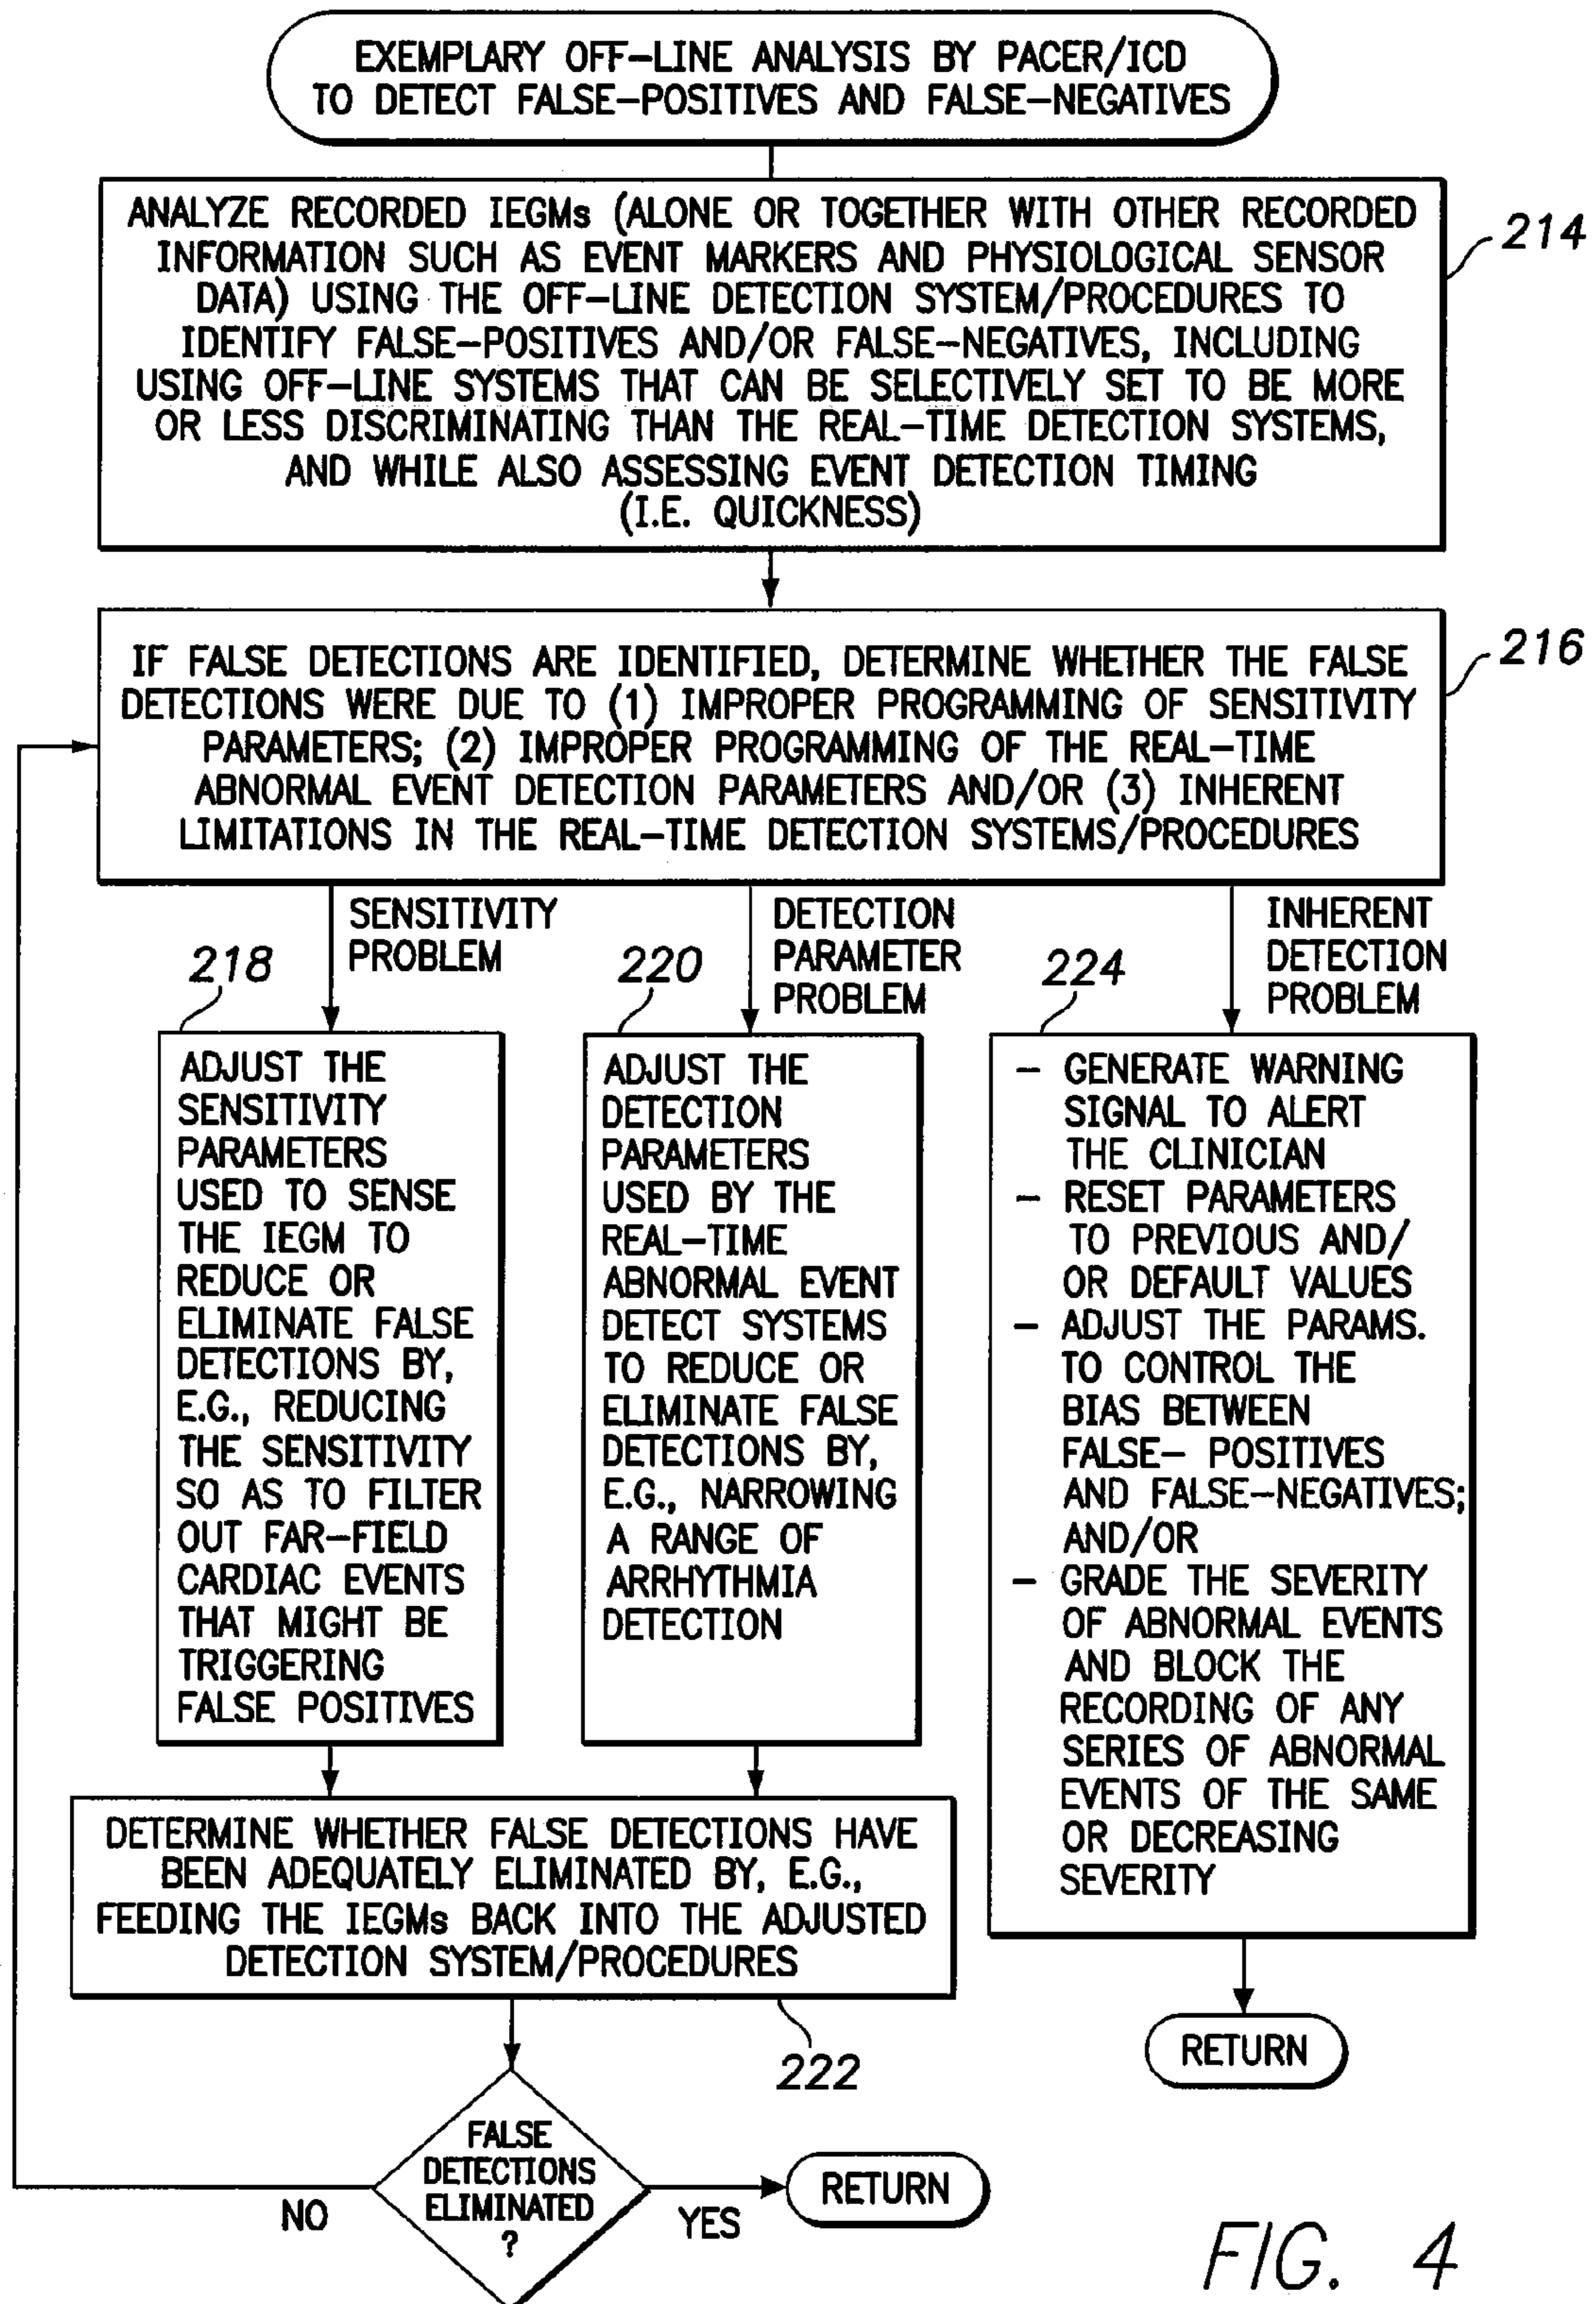 EXEMPLARY OFF-LINE ANALYSIS BY PACER/ICD
TO DETECT FALSE-POSITIVES AND FALSE-NEGATIVES
ANALYZE RECORDED IEGMs (ALONE OR TOGETHER WITH OTHER RECORDED
INFORMATION SUCH AS EVENT MARKERS AND PHYSIOLOGICAL SENSOR
DATA) USING THE OFF-LINE DETECTION SYSTEM/PROCEDURES TO
IDENTIFY FALSE-POSITIVES AND/OR FALSE-NEGATIVES, INCLUDING
USING OFF-LINE SYSTEMS THAT CAN BE SELECTIVELY SET TO BE MORE
OR LESS DISCRIMINATING THAN THE REAL-TIME DETECTION SYSTEMS,
AND WHILE ALSO ASSESSING EVENT DETECTION TIMING
(I.E. QUICKNESS)
214
IF FALSE DETECTIONS ARE IDENTIFIED, DETERMINE WHETHER THE FALSE
DETECTIONS WERE DUE TO (1) IMPROPER PROGRAMMING OF SENSITIVITY
PARAMETERS; (2) IMPROPER PROGRAMMING OF THE REAL-TIME
ABNORMAL EVENT DETECTION PARAMETERS AND/OR (3) INHERENT
LIMITATIONS IN THE REAL-TIME DETECTION SYSTEMS/PROCEDURES
216
SENSITIVITY
PROBLEM
218
ADJUST THE
SENSITIVITY
PARAMETERS
USED TO SENSE
THE IEGM TO
REDUCE OR
ELIMINATE FALSE
DETECTIONS BY,
E.G., REDUCING
THE SENSITIVITY
SO AS TO FILTER
OUT FAR-FIELD
CARDIAC EVENTS
THAT MIGHT BE
TRIGGERING
FALSE POSITIVES
DETECTION
PARAMETER
PROBLEM
220
ADJUST THE
DETECTION
PARAMETERS
USED BY THE
REAL-TIME
ABNORMAL EVENT
DETECT SYSTEMS
TO REDUCE OR
ELIMINATE FALSE
DETECTIONS BY,
E.G., NARROWING
A RANGE OF
ARRHYTHMIA
DETECTION
INHERENT
DETECTION
PROBLEM
224
- GENERATE WARNING
SIGNAL TO ALERT
THE CLINICIAN
- RESET PARAMETERS
TO PREVIOUS AND/
OR DEFAULT VALUES
- ADJUST THE PARAMS.
TO CONTROL THE
BIAS BETWEEN
FALSE- POSITIVES
AND FALSE-NEGATIVES;
AND/OR
- GRADE THE SEVERITY
OF ABNORMAL EVENTS
AND BLOCK THE
RECORDING OF ANY
SERIES OF ABNORMAL
EVENTS OF THE SAME
OR DECREASING
SEVERITY
DETERMINE WHETHER FALSE DETECTIONS HAVE
BEEN ADEQUATELY ELIMINATED BY, E.G.,
FEEDING THE IEGMs BACK INTO THE ADJUSTED
DETECTION SYSTEM/PROCEDURES
222
RETURN
FALSE
DETECTIONS
ELIMINATED
?
NO
YES
RETURN
FIG. 4